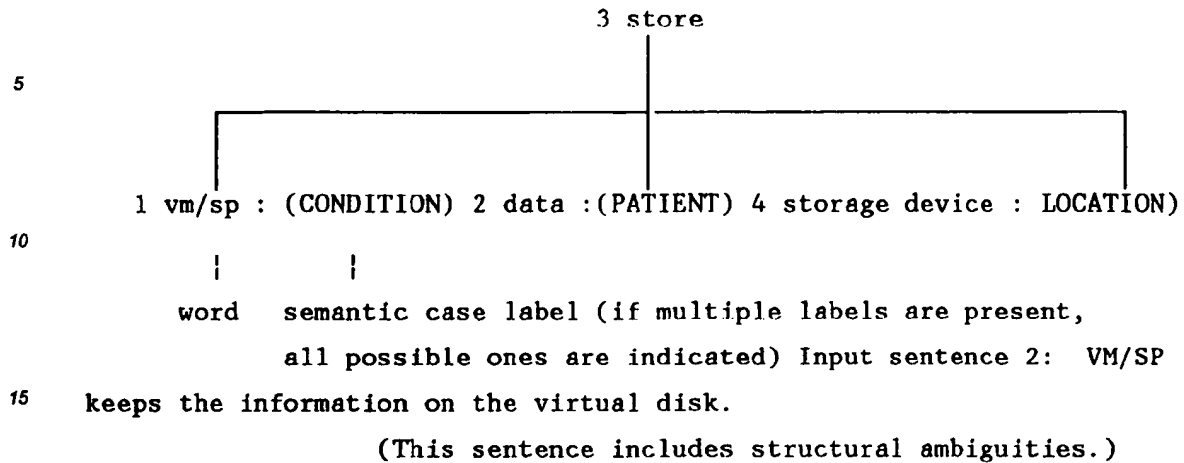 3 store
5
1 vm/sp : (CONDITION) 2 data :(PATIENT) 4 storage device : LOCATION)
10
word semantic case label (if multiple labels are present,
all possible ones are indicated) Input sentence 2: VM/SP
15 keeps the information on the virtual disk.
(This sentence includes structural ambiguities.)